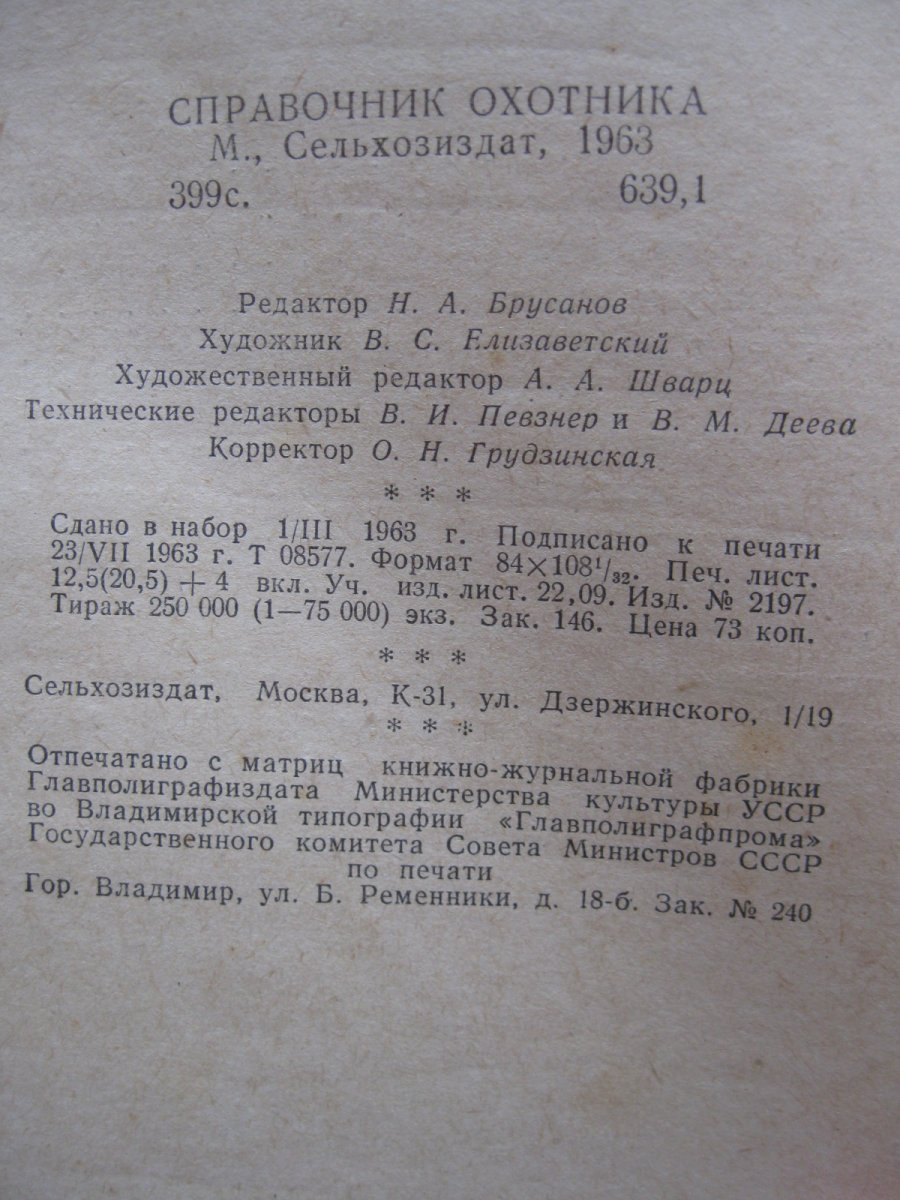 СПРАВОЧНИК ОХОТНИКА
М., Сельхозиздат, 1963
399с. 639,1
Редактор Н. А. Брусанов
Художник В. С. Елизаветский
Художественный редактор А. А. Шварц
Технические редакторы В. И. Певзнер и В. М. Деева
Корректор О. Н. Грудзинская
* * *
Сдано в набор 1/III 1963 г. Подписано к печати
23/VII 1963 г. Т 08577. Формат 84×108¹/₃₂. Печ. лист.
12,5(20,5) + 4 вкл. Уч. изд. лист. 22,09. Изд. № 2197.
Тираж 250 000 (1—75 000) экз. Зак. 146. Цена 73 коп.
* * *
Сельхозиздат, Москва, К-31, ул. Дзержинского, 1/19
* * *
Отпечатано с матриц книжно-журнальной фабрики
Главполиграфиздата Министерства культуры УССР
во Владимирской типографии «Главполиграфпрома»
Государственного комитета Совета Министров СССР
по печати
Гор. Владимир, ул. Б. Ременники, д. 18-б. Зак. № 240